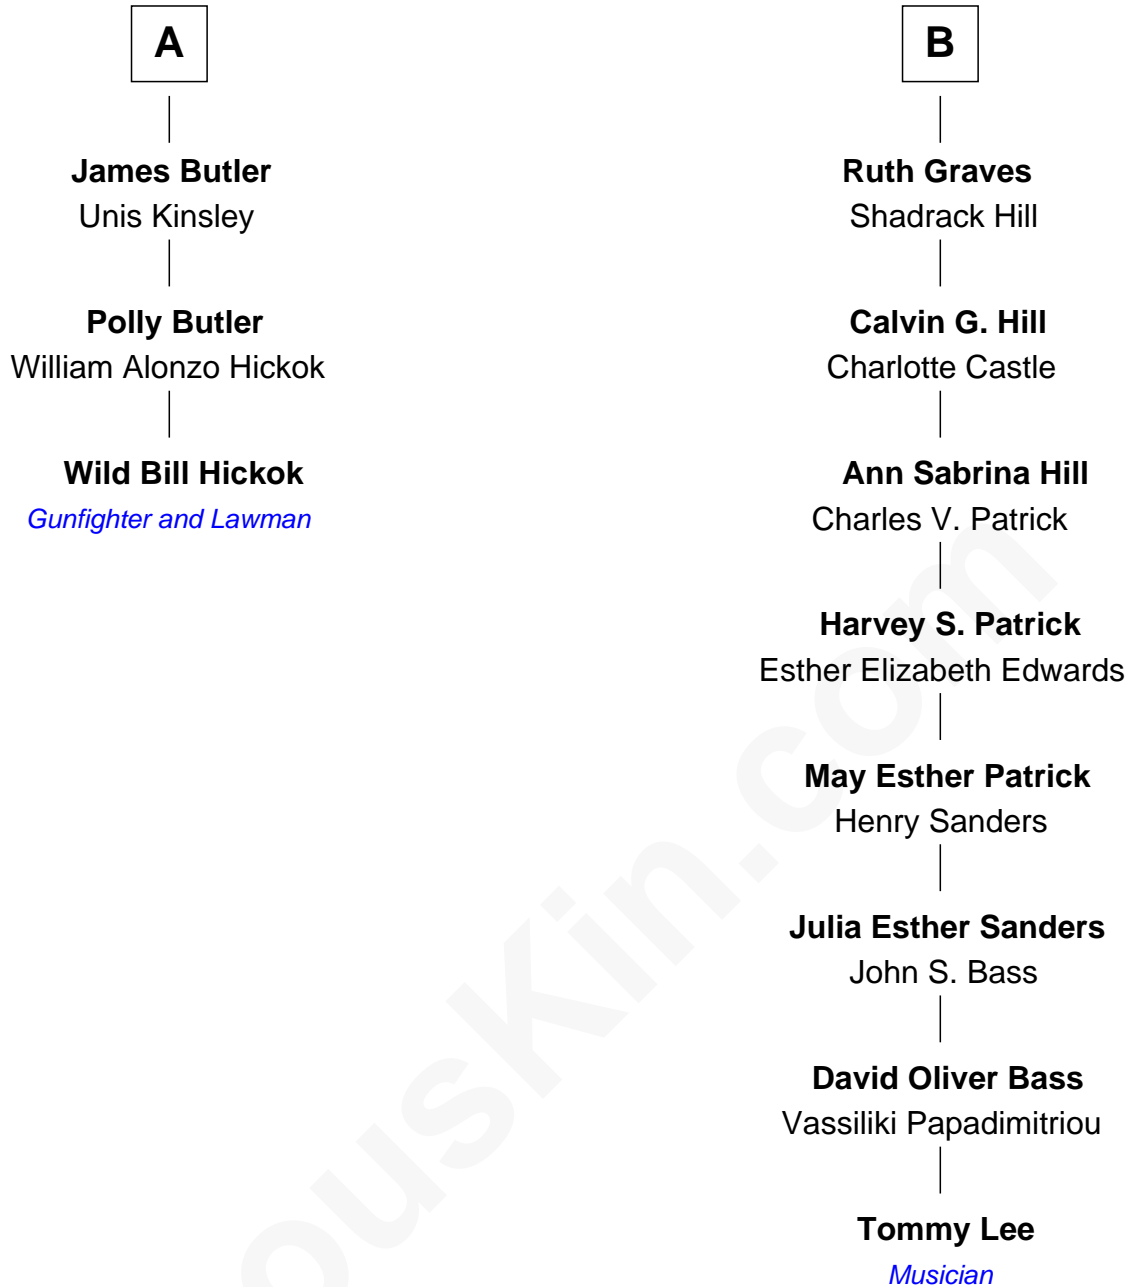 A
James Butler
Unis Kinsley
Polly Butler
William Alonzo Hickok
Wild Bill Hickok
Gunfighter and Lawman
B
Ruth Graves
Shadrack Hill
Calvin G. Hill
Charlotte Castle
Ann Sabrina Hill
Charles V. Patrick
Harvey S. Patrick
Esther Elizabeth Edwards
May Esther Patrick
Henry Sanders
Julia Esther Sanders
John S. Bass
David Oliver Bass
Vassiliki Papadimitriou
Tommy Lee
Musician
ousKin.com